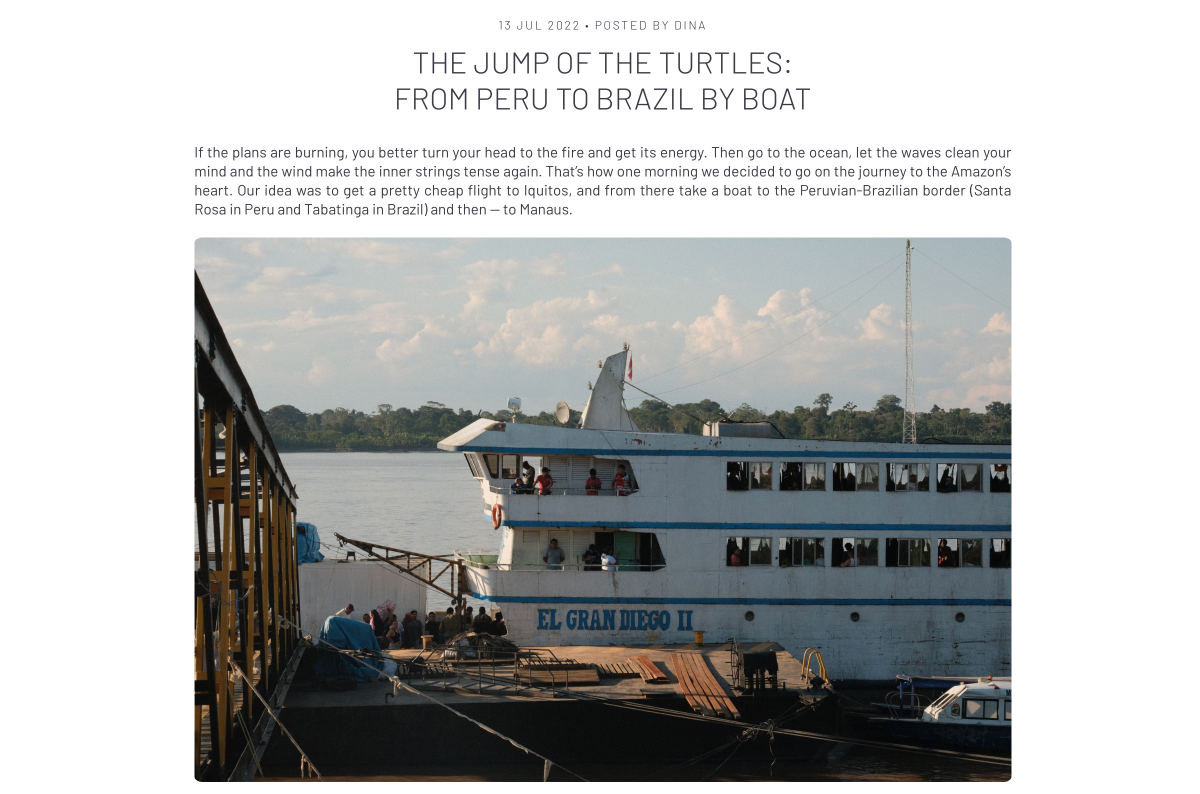 13 JUL 2022 • POSTED BY DINA
THE JUMP OF THE TURTLES:
FROM PERU TO BRAZIL BY BOAT
If the plans are burning, you better turn your head to the fire and get its energy. Then go to the ocean, let the waves clean your
mind and the wind make the inner strings tense again. That’s how one morning we decided to go on the journey to the Amazon’s
heart. Our idea was to get a pretty cheap flight to Iquitos, and from there take a boat to the Peruvian-Brazilian border (Santa
Rosa in Peru and Tabatinga in Brazil) and then — to Manaus.
EL GRAN DIEGO II